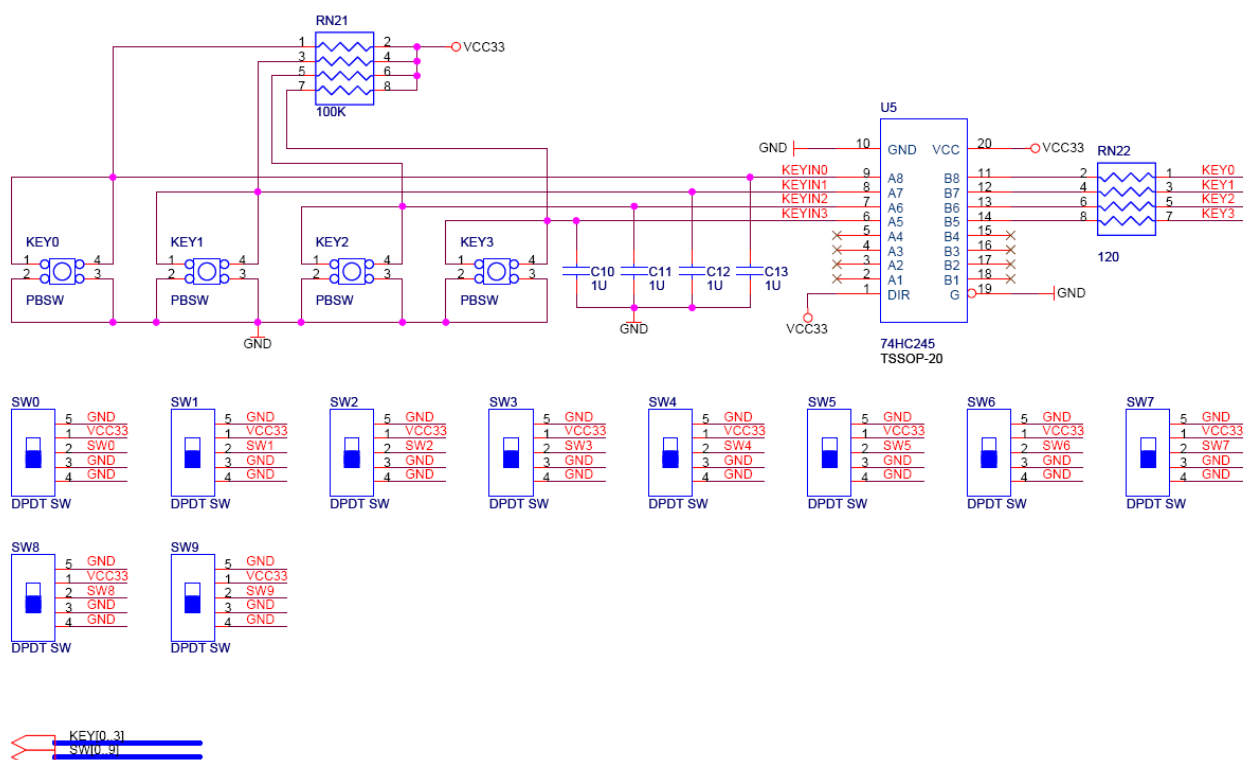 RN21
1 2 VCC33
3 4
5 6
7 8
100K
U5
GND 10 GND VCC 20 VCC33
RN22
KEYIN0 9 A8 B8 11 2 1 KEY0
KEYIN1 8 A7 B7 12 4 3 KEY1
KEYIN2 7 A6 B6 13 6 5 KEY2
KEYIN3 6 A5 B5 14 8 7 KEY3
5 A4 B4 15
4 A3 B3 16
3 A2 B2 17
2 A1 B1 18
1 DIR G 19 GND
120
VCC33
74HC245
TSSOP-20
KEY0 KEY1 KEY2 KEY3
1 4 1 4 1 4 1 4
2 3 2 3 2 3 2 3
PBSW PBSW PBSW PBSW
C10 C11 C12 C13
1U 1U 1U 1U
GND GND
SW0 SW1 SW2 SW3 SW4 SW5 SW6 SW7
5 GND 5 GND 5 GND 5 GND 5 GND 5 GND 5 GND 5 GND
1 VCC33 1 VCC33 1 VCC33 1 VCC33 1 VCC33 1 VCC33 1 VCC33 1 VCC33
2 SW0 2 SW1 2 SW2 2 SW3 2 SW4 2 SW5 2 SW6 2 SW7
3 GND 3 GND 3 GND 3 GND 3 GND 3 GND 3 GND 3 GND
4 GND 4 GND 4 GND 4 GND 4 GND 4 GND 4 GND 4 GND
DPDT SW DPDT SW DPDT SW DPDT SW DPDT SW DPDT SW DPDT SW DPDT SW
SW8 SW9
5 GND 5 GND
1 VCC33 1 VCC33
2 SW8 2 SW9
3 GND 3 GND
4 GND 4 GND
DPDT SW DPDT SW
KEY[0..3]
SW[0..9]